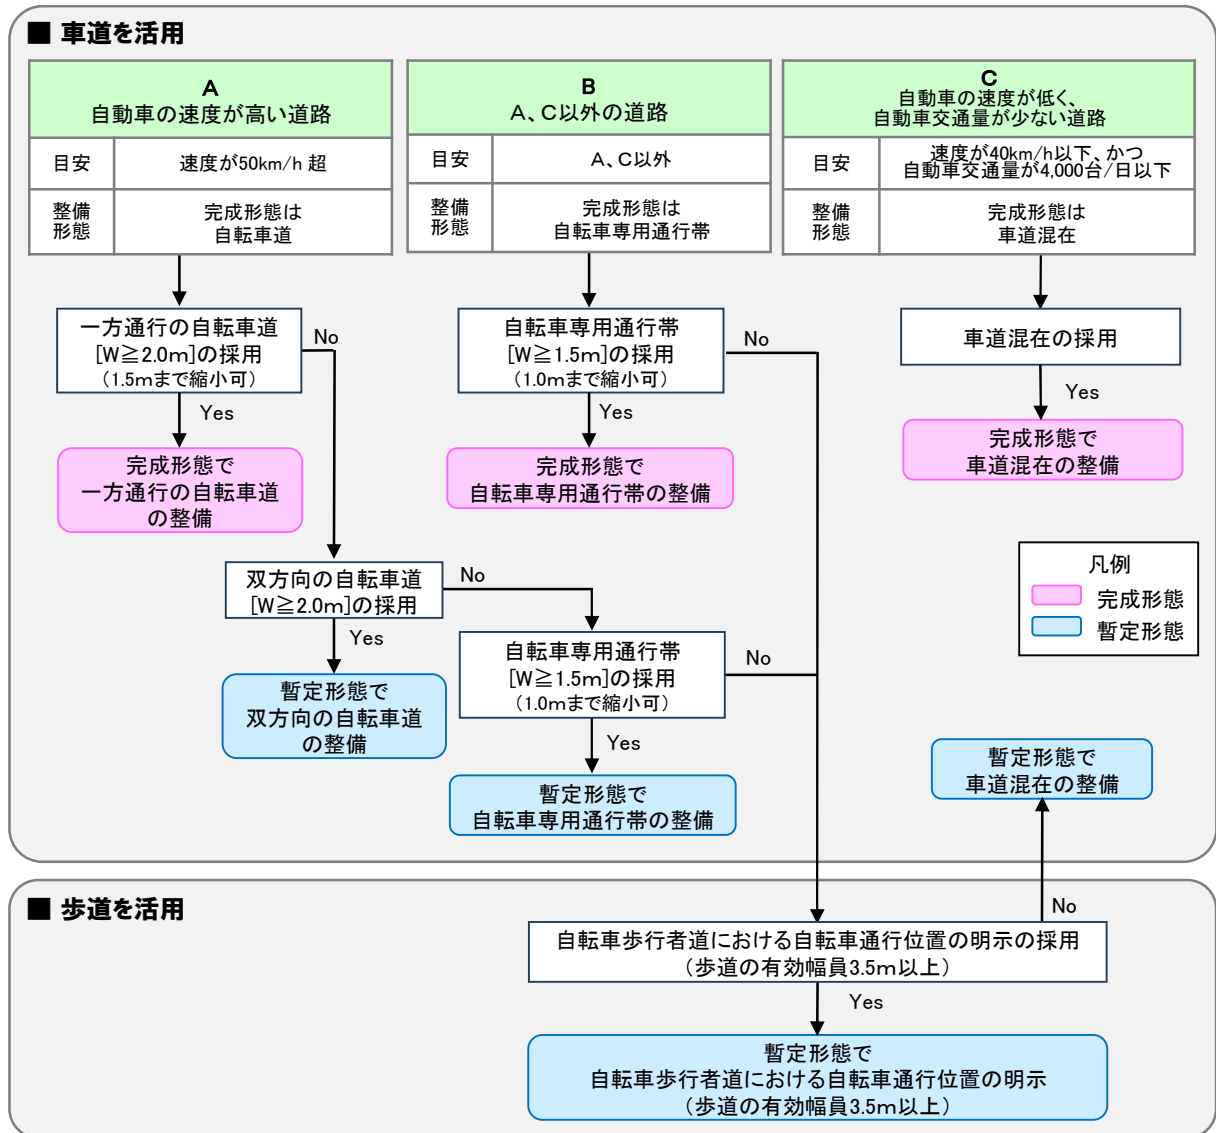 ■ 車道を活用
A
自動車の速度が高い道路
目安
速度が50km/h 超
整備
形態
完成形態は
自転車道
B
A、C以外の道路
目安
A、C以外
整備
形態
完成形態は
自転車専用通行帯
C
自動車の速度が低く、
自動車交通量が少ない道路
目安
速度が40km/h以下、かつ
自動車交通量が4,000台/日以下
整備
形態
完成形態は
車道混在
一方通行の自転車道
[W≧2.0m]の採用
(1.5mまで縮小可)
No
Yes
完成形態で
一方通行の自転車道
の整備
自転車専用通行帯
[W≧1.5m]の採用
(1.0mまで縮小可)
No
Yes
完成形態で
自転車専用通行帯の整備
車道混在の採用
Yes
完成形態で
車道混在の整備
双方向の自転車道
[W≧2.0m]の採用
No
Yes
暫定形態で
双方向の自転車道
の整備
自転車専用通行帯
[W≧1.5m]の採用
(1.0mまで縮小可)
No
Yes
暫定形態で
自転車専用通行帯の整備
凡例
完成形態
暫定形態
暫定形態で
車道混在の整備
■ 歩道を活用
No
自転車歩行者道における自転車通行位置の明示の採用
(歩道の有効幅員3.5m以上)
Yes
暫定形態で
自転車歩行者道における自転車通行位置の明示
(歩道の有効幅員3.5m以上)